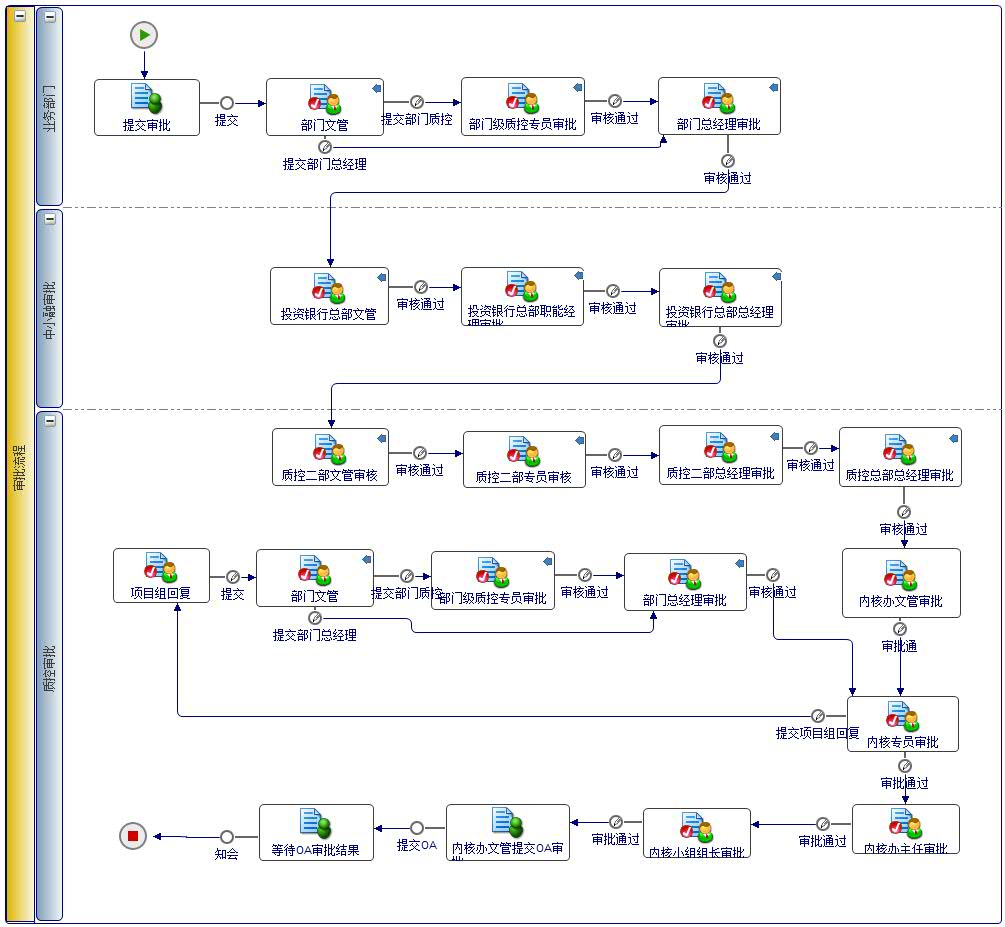 审批流程
业务部门
提交审批
提交
部门文管
提交部门质控
部门级质控专员审批
审核通过
部门总经理审批
提交部门总经理
审核通过
中小融审批
投资银行总部文管
审核通过
投资银行总部职能经
理审批
审核通过
投资银行总部总经理
审批
审核通过
质控审批
质控二部文管审核
审核通过
质控二部专员审核
审核通过
质控二部总经理审批
审核通过
质控总部总经理审批
审核通过
项目组回复
提交
部门文管
提交部门质控
部门级质控专员审批
审核通过
部门总经理审批
审核通过
内核办文管审批
提交部门总经理
审批通
提交项目组回复
内核专员审批
审批通过
知会
等待OA审批结果
提交OA
内核办文管提交OA审
批
审批通过
内核小组组长审批
审批通过
内核办主任审批